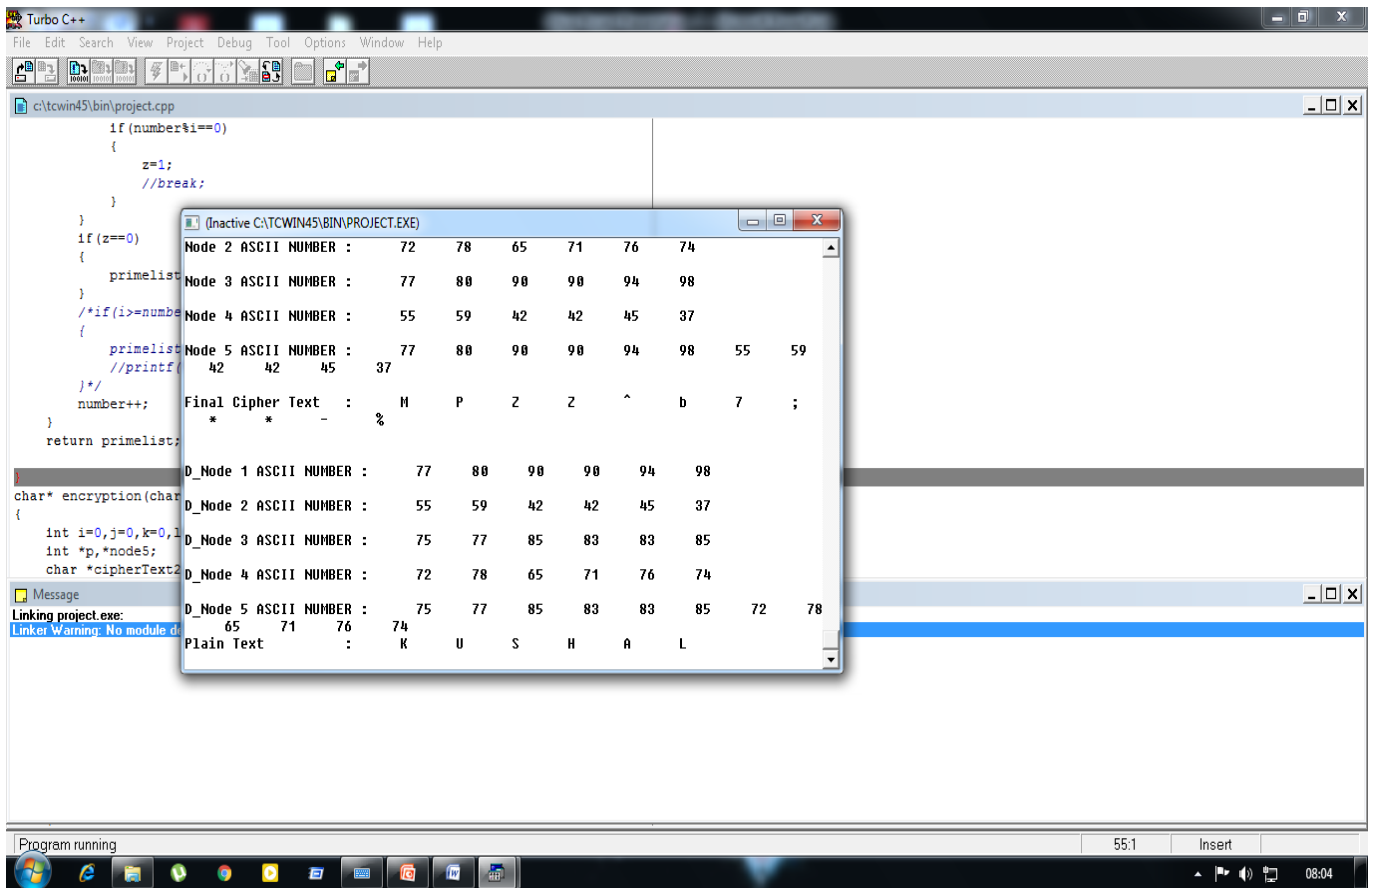 Turbo C++
File Edit Search View Project Debug Tool Options Window Help
c:\tcwin45\bin\project.cpp
if(number%i==0)
{
z=1;
//break;
}
}
if(z==0)
{
primelist
}
/*if(i>=numbe
{
primelist
//printf(
}*/
number++;
}
return primelist;
}
char* encryption(char
{
int i=0,j=0,k=0,l
int *p,*node5;
char *cipherText2
(Inactive C:\TCWIN45\BIN\PROJECT.EXE)
Node 2 ASCII NUMBER : 72 78 65 71 76 74
Node 3 ASCII NUMBER : 77 80 90 90 94 98
Node 4 ASCII NUMBER : 55 59 42 42 45 37
Node 5 ASCII NUMBER : 77 80 90 90 94 98 55 59
42 42 45 37
Final Cipher Text : M P Z Z ^ b 7 ;
* * - %
D_Node 1 ASCII NUMBER : 77 80 90 90 94 98
D_Node 2 ASCII NUMBER : 55 59 42 42 45 37
D_Node 3 ASCII NUMBER : 75 77 85 83 83 85
D_Node 4 ASCII NUMBER : 72 78 65 71 76 74
D_Node 5 ASCII NUMBER : 75 77 85 83 83 85 72 78
65 71 76 74
Plain Text : K U S H A L
Message
Linking project.exe:
Linker Warning: No module de
Program running
55:1
Insert
08:04